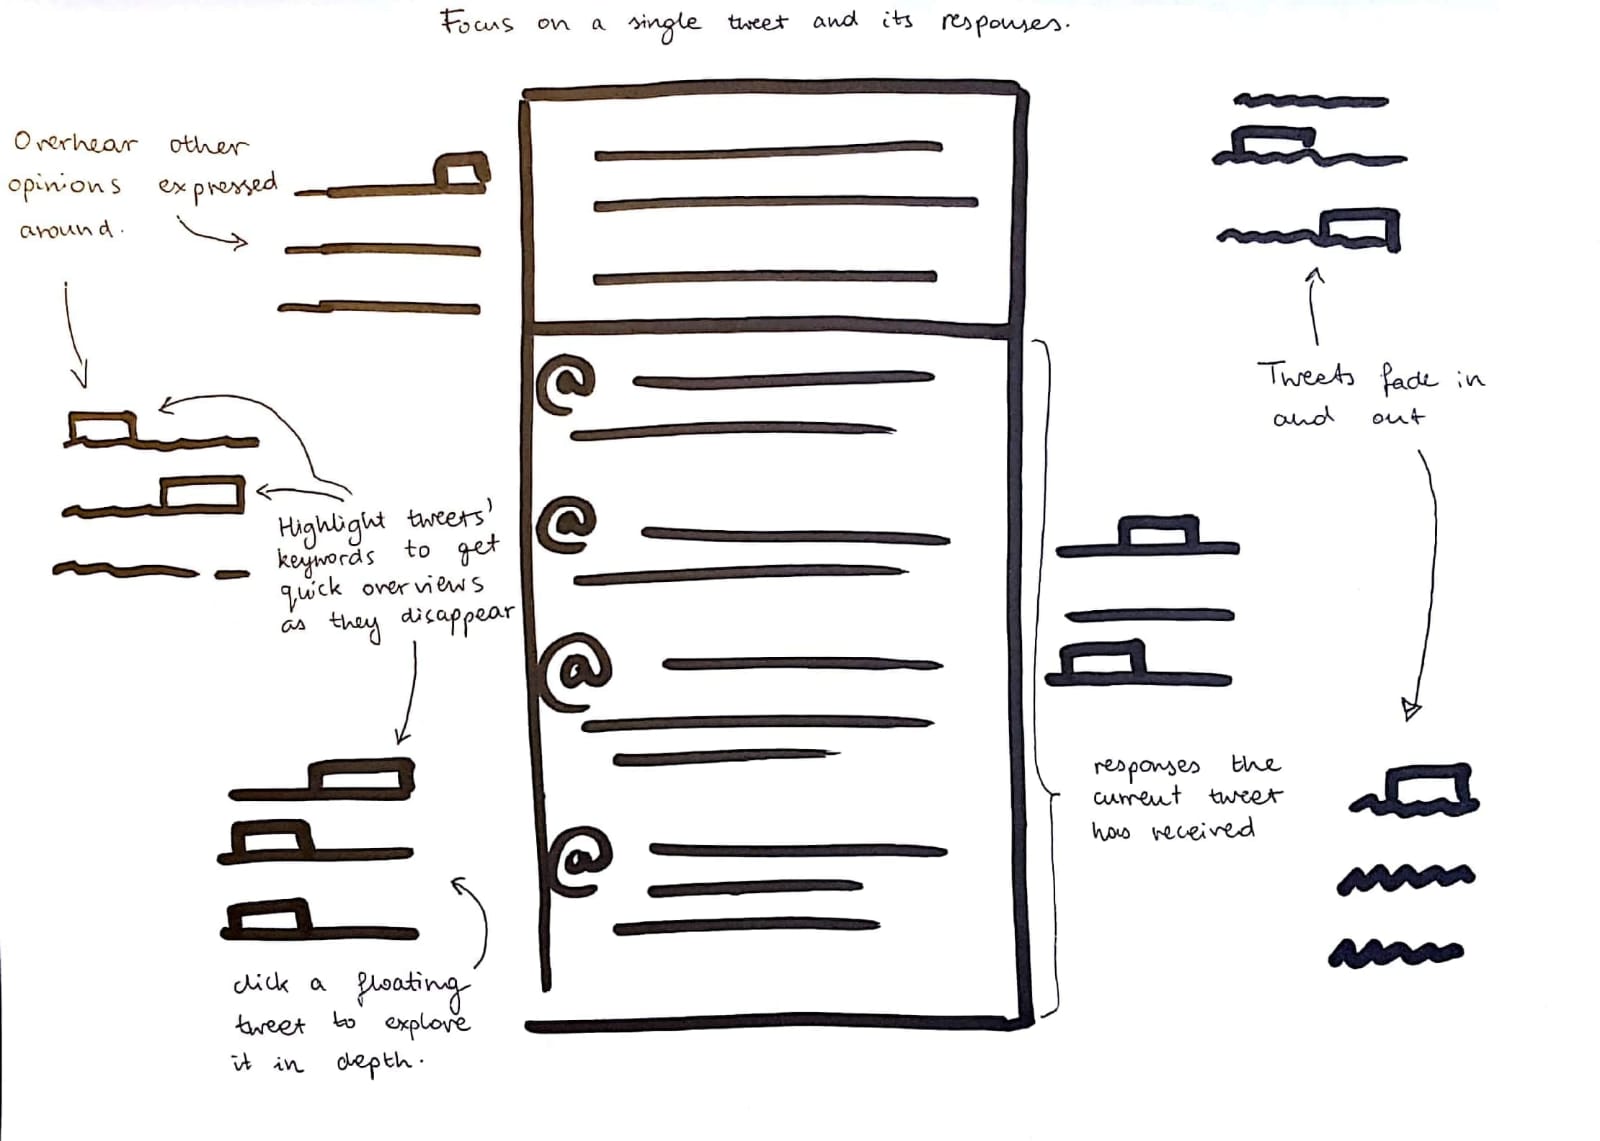 Focus on a single tweet and its responses.
Overhear other
opinions expressed
around.
Tweets fade in
and out
@
@
@
@
Highlight tweets'
keywords to get
quick overviews
as they disappear
responses the
current tweet
has received
click a floating
tweet to explore
it in depth.